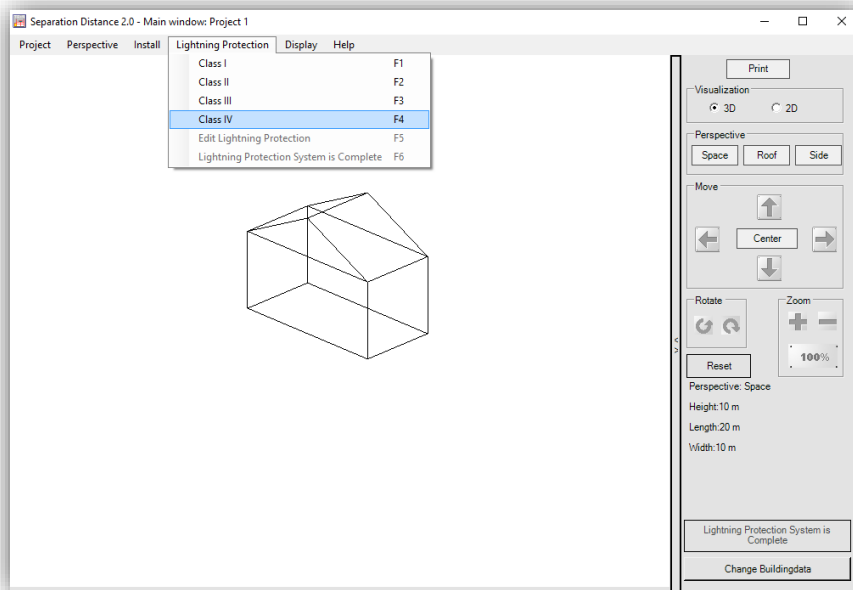 Separation Distance 2.0 - Main window: Project 1
Project Perspective Install Lightning Protection Display Help
Class I F1
Class II F2
Class III F3
Class IV F4
Edit Lightning Protection F5
Lightning Protection System is Complete F6
Print
Visualization
3D 2D
Perspective
Space Roof Side
Move
Center
Rotate Zoom
100%
Reset
Perspective: Space
Height:10 m
Length:20 m
Width:10 m
Lightning Protection System is
Complete
Change Buildingdata